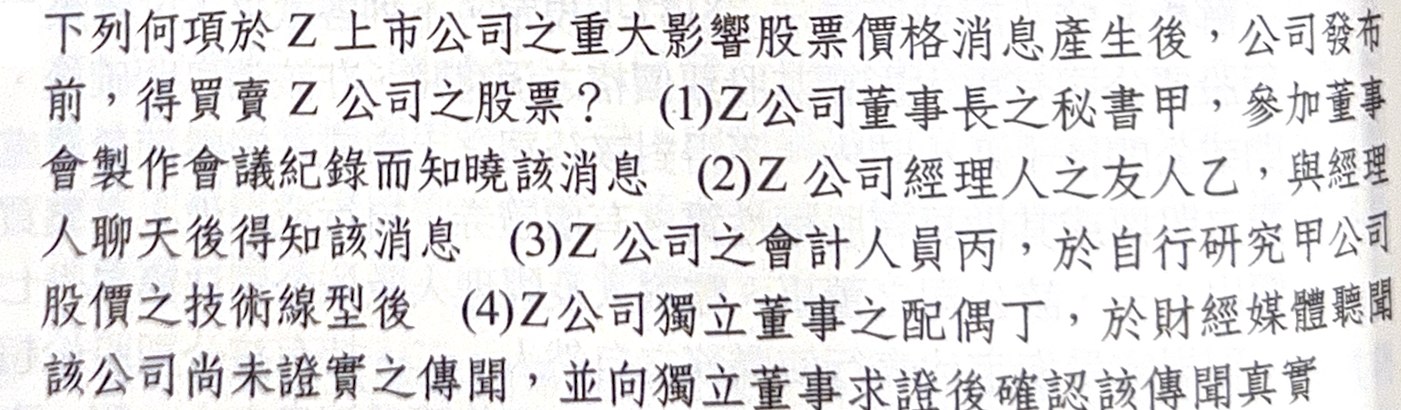 下列何項於 Z 上市公司之重大影響股票價格消息產生後，公司發布
前，得買賣 Z 公司之股票？ (1)Z公司董事長之秘書甲，參加董事
會製作會議紀錄而知曉該消息 (2)Z 公司經理人之友人乙，與經理
人聊天後得知該消息 (3)Z 公司之會計人員丙，於自行研究甲公司
股價之技術線型後 (4)Z公司獨立董事之配偶丁，於財經媒體聽聞
該公司尚未證實之傳聞，並向獨立董事求證後確認該傳聞真實